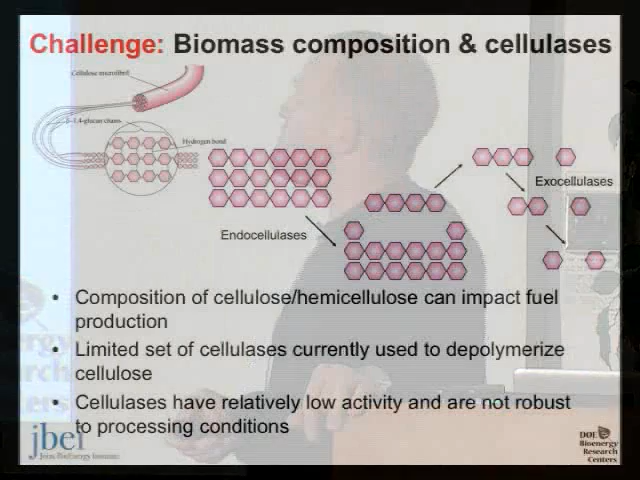 Challenge: Biomass composition & cellulases
Cellulose microfibril
1,4-glucan chains
Hydrogen bond
Exocellulases
Endocellulases
• Composition of cellulose/hemicellulose can impact fuel
production
• Limited set of cellulases currently used to depolymerize
cellulose
• Cellulases have relatively low activity and are not robust
to processing conditions
jbei
Joint BioEnergy Institute
DOE
Bioenergy
Research
Centers